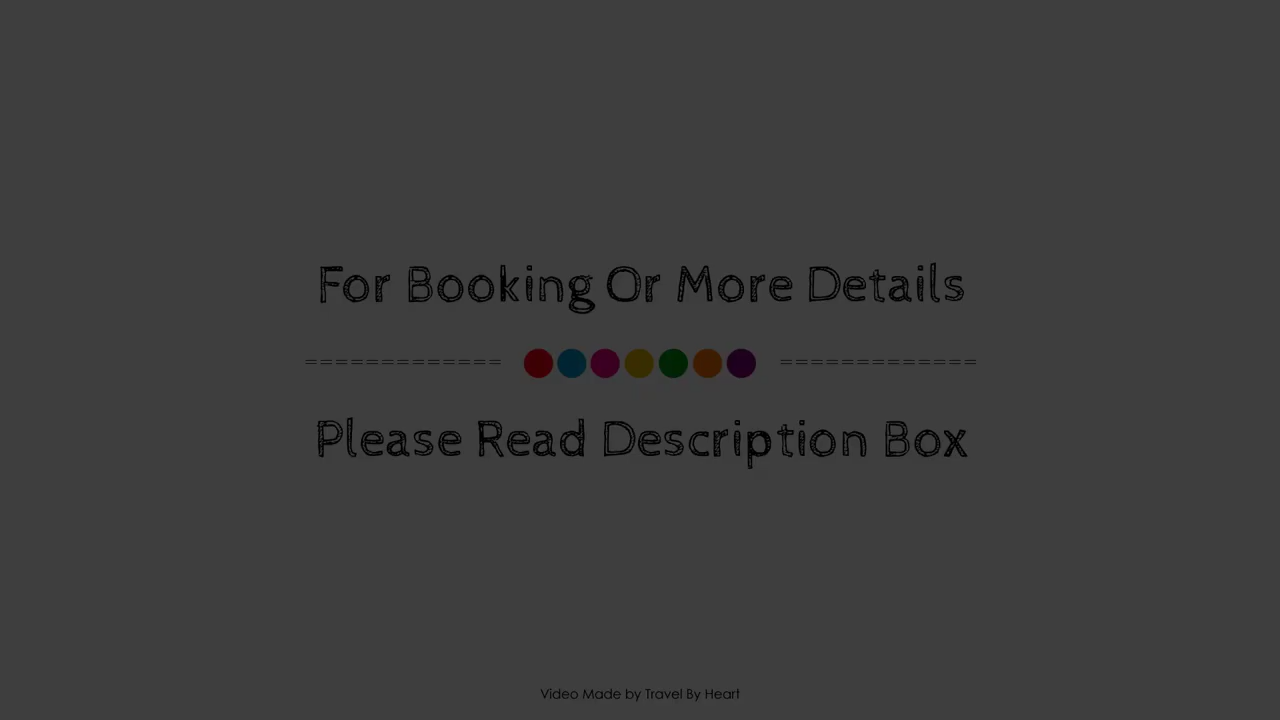 For Booking Or More Details
============= =============
Please Read Description Box
Video Made by Travel By Heart